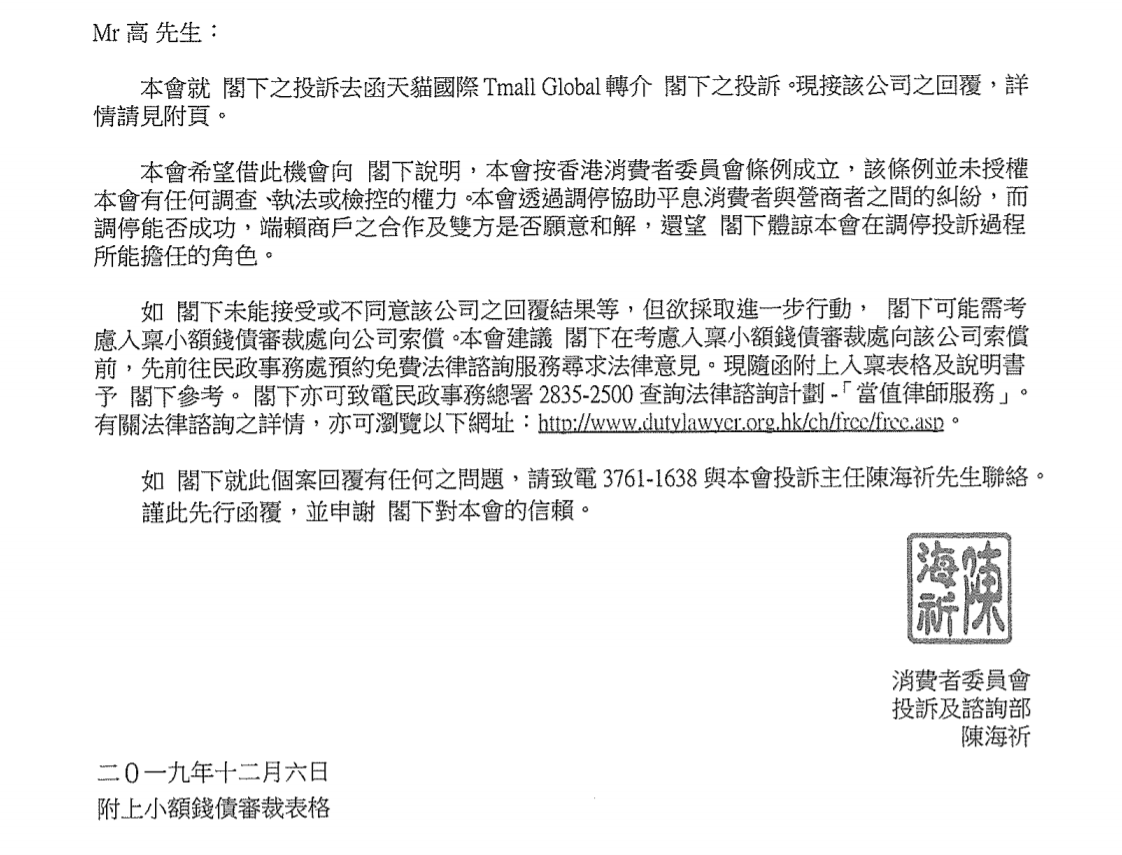 Mr 高 先生：
本會就 閣下之投訴去函天貓國際 Tmall Global 轉介 閣下之投訴。現接該公司之回覆，詳
情請見附頁。
本會希望借此機會向 閣下說明，本會按香港消費者委員會條例成立，該條例並未授權
本會有任何調查、執法或檢控的權力。本會透過調停協助平息消費者與營商者之間的糾紛，而
調停能否成功，端賴商戶之合作及雙方是否願意和解，還望 閣下體諒本會在調停投訴過程
所能擔任的角色。
如 閣下未能接受或不同意該公司之回覆結果等，但欲採取進一步行動， 閣下可能需考
慮入稟小額錢債審裁處向公司索償。本會建議 閣下在考慮入稟小額錢債審裁處向該公司索償
前，先前往民政事務處預約免費法律諮詢服務尋求法律意見。現隨函附上入稟表格及說明書
予 閣下參考。 閣下亦可致電民政事務總署 2835-2500 查詢法律諮詢計劃 -「當值律師服務」。
有關法律諮詢之詳情，亦可瀏覽以下網址：http://www.dutylawyer.org.hk/ch/free/free.asp。
如 閣下就此個案回覆有任何之問題，請致電 3761-1638 與本會投訴主任陳海祈先生聯絡。
謹此先行函覆，並申謝 閣下對本會的信賴。
陳海祈
消費者委員會
投訴及諮詢部
陳海祈
二０一九年十二月六日
附上小額錢債審裁表格